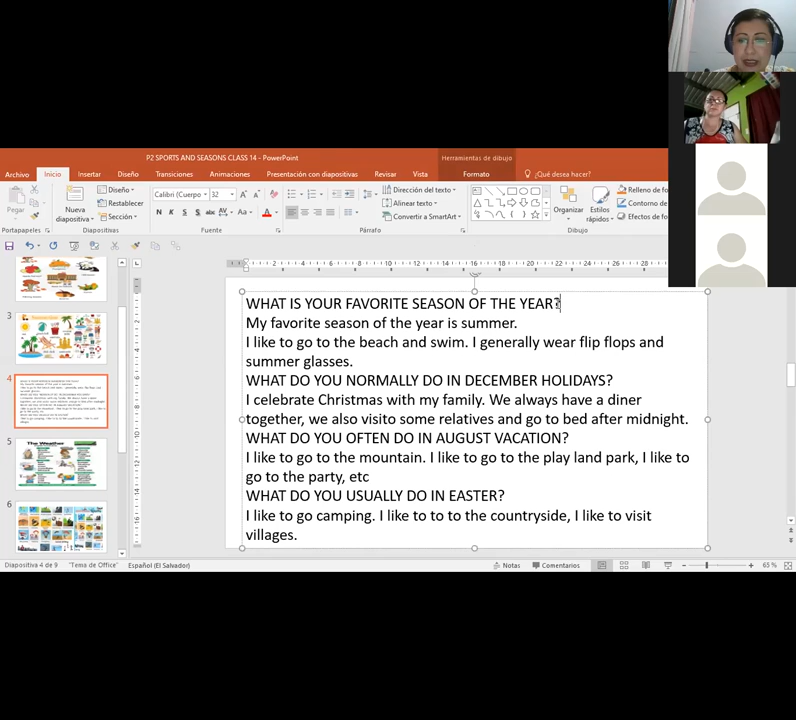 P2 SPORTS AND SEASONS CLASS 14 - PowerPoint
Herramientas de dibujo
Archivo Inicio Insertar Diseño Transiciones Animaciones Presentación con diapositivas Revisar Vista Formato ¿Qué desea hacer?
Pegar
Nueva diapositiva
Diseño
Restablecer
Sección
Calibri (Cuerpo) 32
Dirección del texto
Alinear texto
Convertir a SmartArt
Organizar
Estilos rápidos
Relleno de fo
Contorno de
Efectos de fo
Portapapeles Diapositivas Fuente Párrafo Dibujo
WHAT IS YOUR FAVORITE SEASON OF THE YEAR?
My favorite season of the year is summer.
I like to go to the beach and swim. I generally wear flip flops and
summer glasses.
WHAT DO YOU NORMALLY DO IN DECEMBER HOLIDAYS?
I celebrate Christmas with my family. We always have a diner
together, we also visito some relatives and go to bed after midnight.
WHAT DO YOU OFTEN DO IN AUGUST VACATION?
I like to go to the mountain. I like to go to the play land park, I like to
go to the party, etc
WHAT DO YOU USUALLY DO IN EASTER?
I like to go camping. I like to to to the countryside, I like to visit
villages.
3
4
5
The Weather
6
Diapositiva 4 de 9 "Tema de Office" Español (El Salvador) Notas Comentarios 65 %